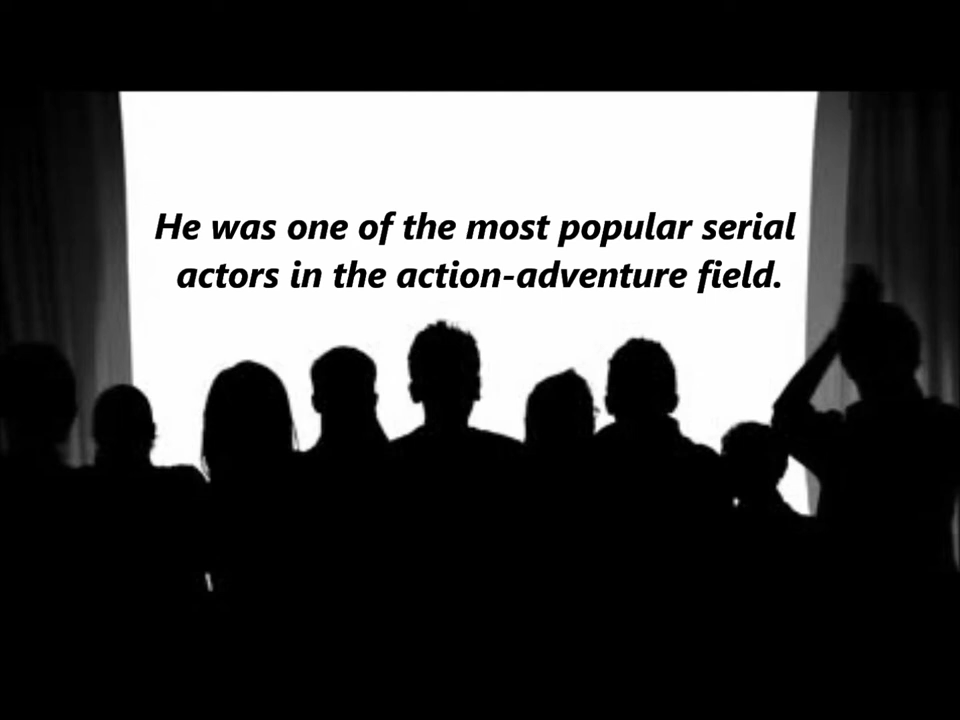 He was one of the most popular serial
actors in the action-adventure field.